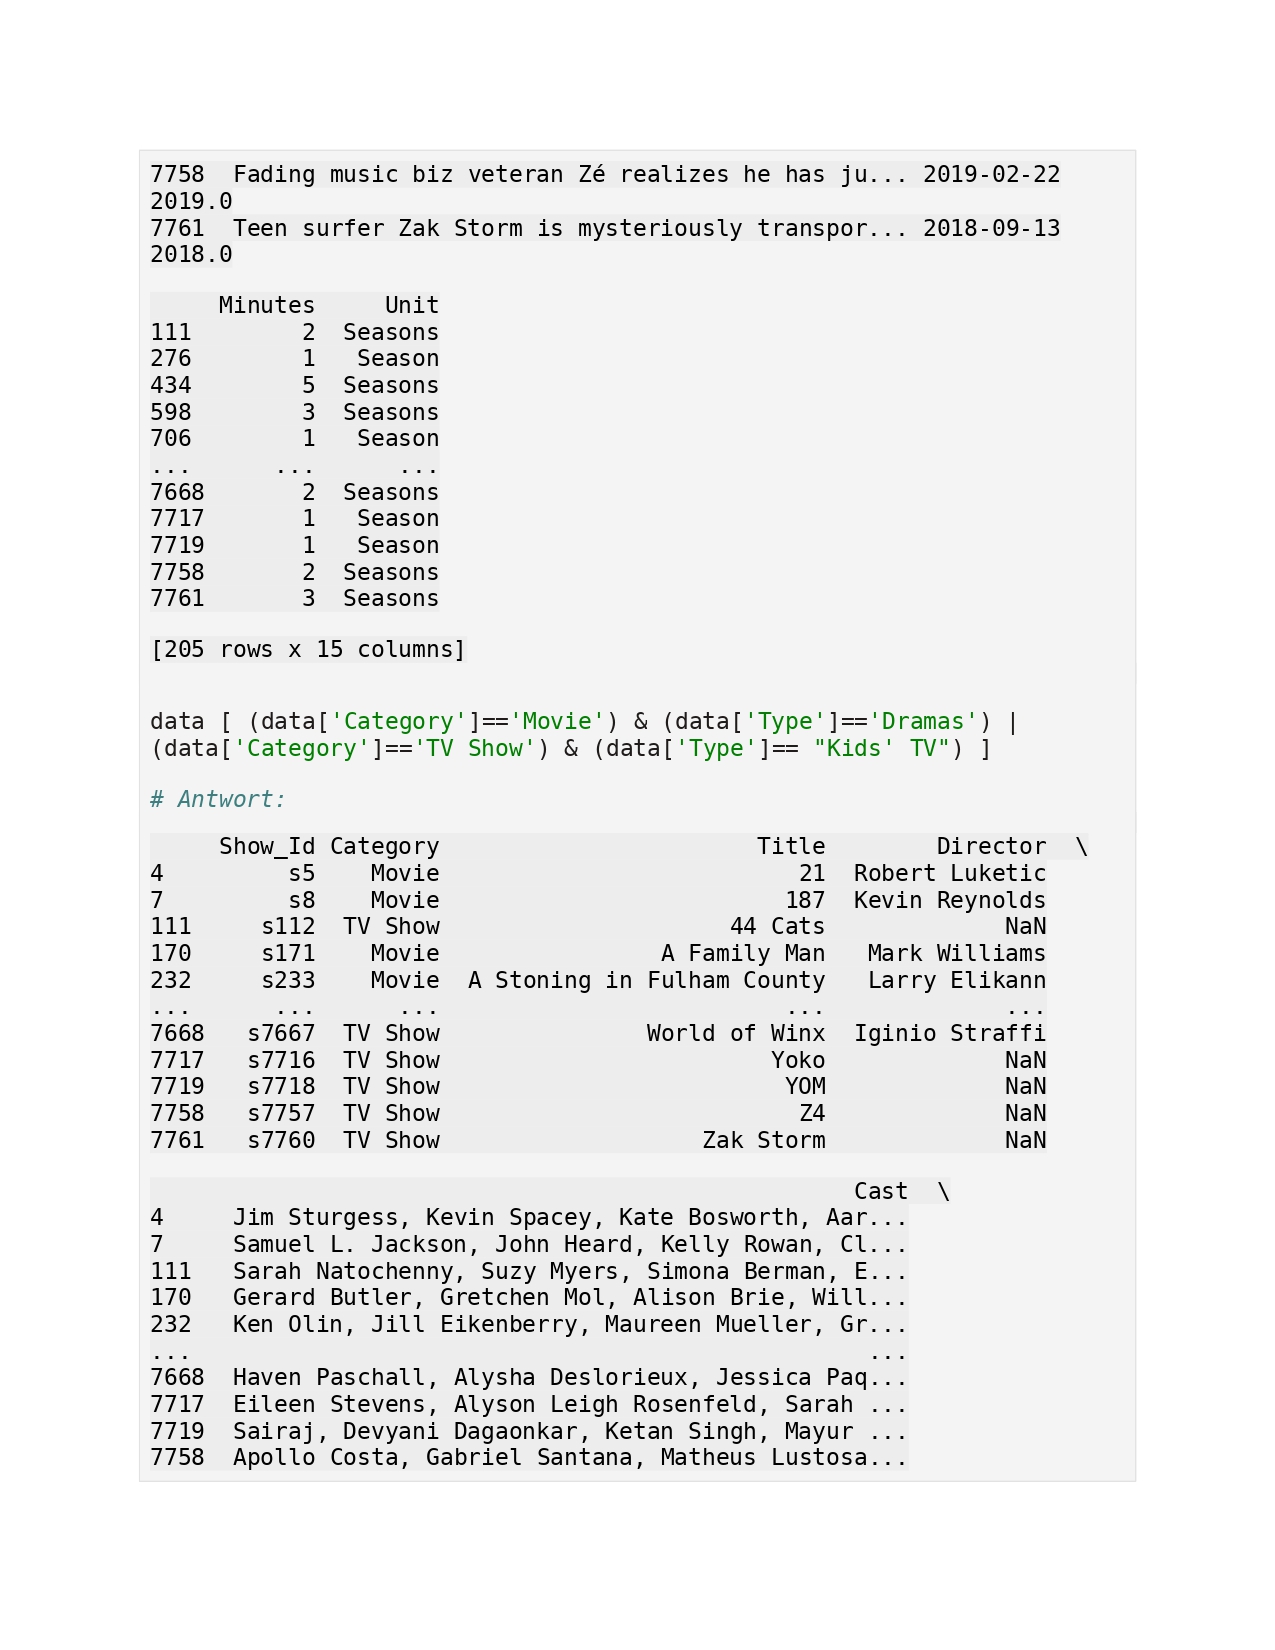 7758  Fading music biz veteran Zé realizes he has ju... 2019-02-22
2019.0
7761  Teen surfer Zak Storm is mysteriously transpor... 2018-09-13
2018.0
     Minutes     Unit
111        2  Seasons
276        1   Season
434        5  Seasons
598        3  Seasons
706        1   Season
...      ...      ...
7668       2  Seasons
7717       1   Season
7719       1   Season
7758       2  Seasons
7761       3  Seasons
[205 rows x 15 columns]
data [ (data['Category']=='Movie') & (data['Type']=='Dramas') |
(data['Category']=='TV Show') & (data['Type']== "Kids' TV") ]
# Antwort:
     Show_Id Category                       Title        Director  \
4         s5    Movie                          21  Robert Luketic
7         s8    Movie                         187  Kevin Reynolds
111     s112  TV Show                     44 Cats             NaN
170     s171    Movie                A Family Man   Mark Williams
232     s233    Movie  A Stoning in Fulham County   Larry Elikann
...      ...      ...                         ...             ...
7668   s7667  TV Show               World of Winx  Iginio Straffi
7717   s7716  TV Show                        Yoko             NaN
7719   s7718  TV Show                         YOM             NaN
7758   s7757  TV Show                          Z4             NaN
7761   s7760  TV Show                   Zak Storm             NaN
                                                   Cast  \
4     Jim Sturgess, Kevin Spacey, Kate Bosworth, Aar...
7     Samuel L. Jackson, John Heard, Kelly Rowan, Cl...
111   Sarah Natochenny, Suzy Myers, Simona Berman, E...
170   Gerard Butler, Gretchen Mol, Alison Brie, Will...
232   Ken Olin, Jill Eikenberry, Maureen Mueller, Gr...
...                                                 ...
7668  Haven Paschall, Alysha Deslorieux, Jessica Paq...
7717  Eileen Stevens, Alyson Leigh Rosenfeld, Sarah ...
7719  Sairaj, Devyani Dagaonkar, Ketan Singh, Mayur ...
7758  Apollo Costa, Gabriel Santana, Matheus Lustosa...